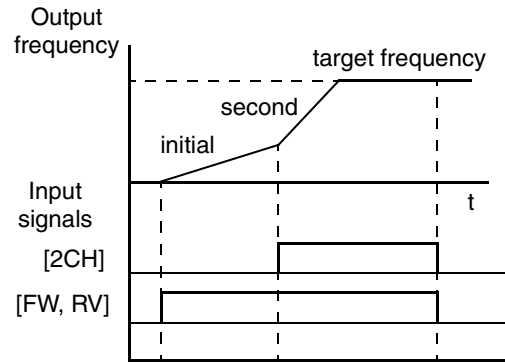 Output
frequency
target frequency
second
initial
Input
signals
t
[2CH]
[FW, RV]